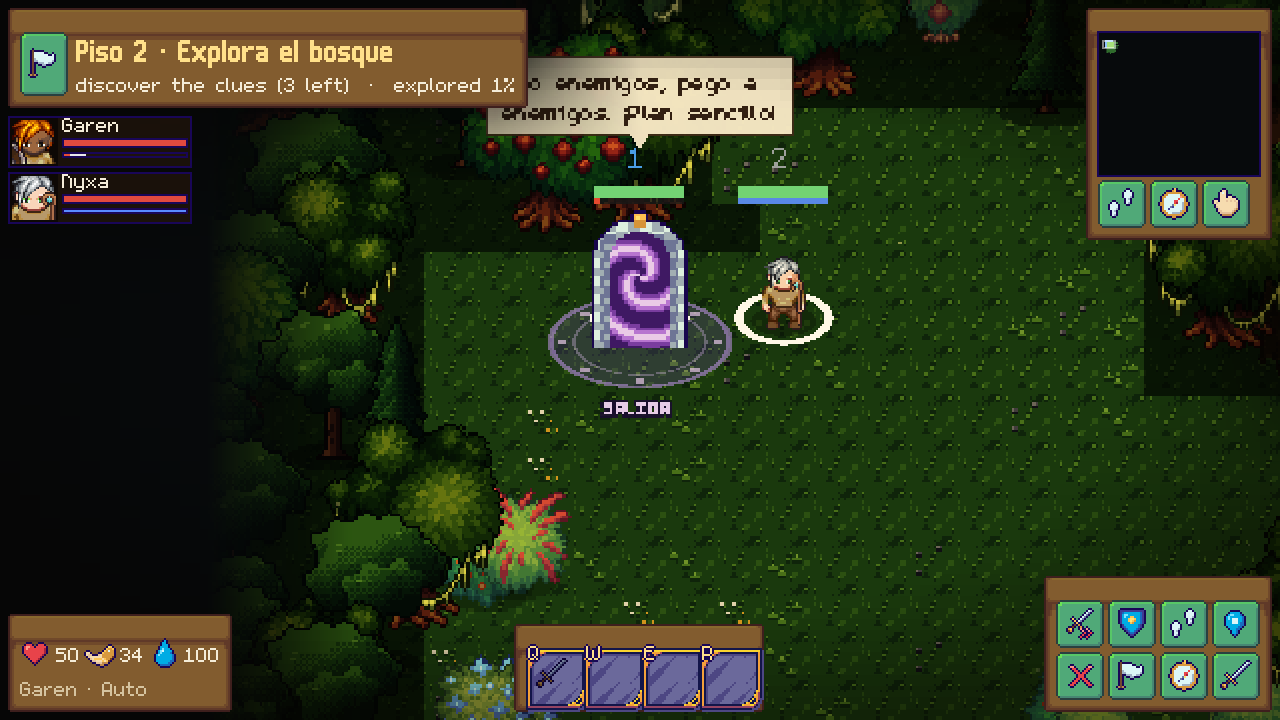 Piso 2 · Explora el bosque
discover the clues (3 left) · explored 1%
o enemigos, pego a
enemigos. Plan sencillo
Garen
Nyxa
1
2
SALIDA
50 34 100
Garen · Auto
Q W E R